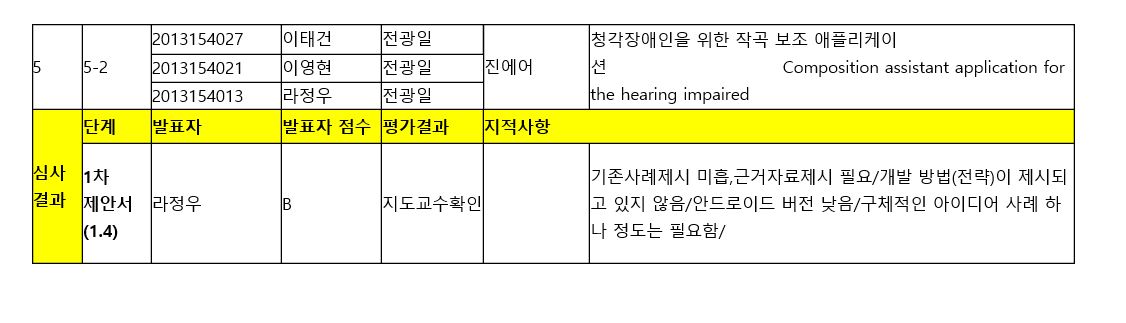 5 5-2 2013154027 이태건 전광일 진에어 청각장애인을 위한 작곡 보조 애플리케이
2013154021 이영현 전광일 션 Composition assistant application for
2013154013 라정우 전광일 the hearing impaired
심사 결과 단계 발표자 발표자 점수 평가결과 지적사항
1차 제안서 (1.4) 라정우 B 지도교수확인 기존사례제시 미흡,근거자료제시 필요/개발 방법(전략)이 제시되
고 있지 않음/안드로이드 버전 낮음/구체적인 아이디어 사례 하
나 정도는 필요함/